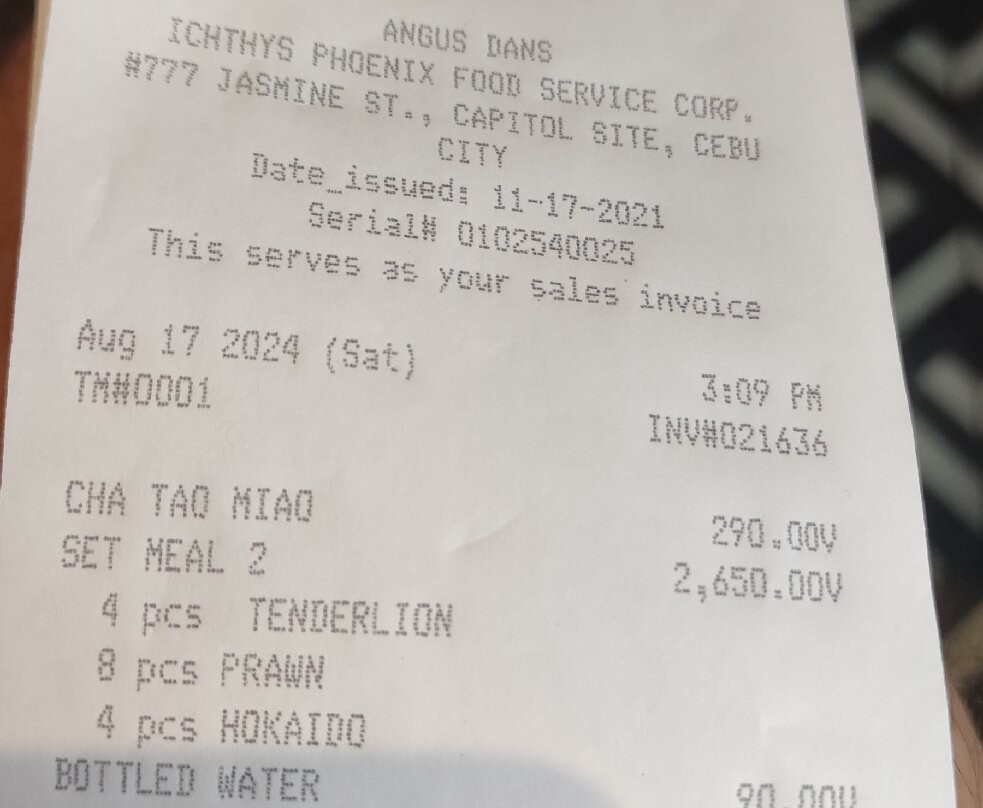 ANGUS DANS
ICHTHYS PHOENIX FOOD SERVICE CORP.
#777 JASMINE ST., CAPITOL SITE, CEBU
CITY
Date_issued: 11-17-2021
Serial# 0102540025
This serves as your sales invoice
Aug 17 2024 (Sat) 3:09 PM
TM#0001 INV#021636
CHA TAO MIAO 290.00V
SET MEAL 2 2,650.00V
4 pcs TENDERLION
8 pcs PRAWN
4 pcs HOKAIDO
BOTTLED WATER 90.00V